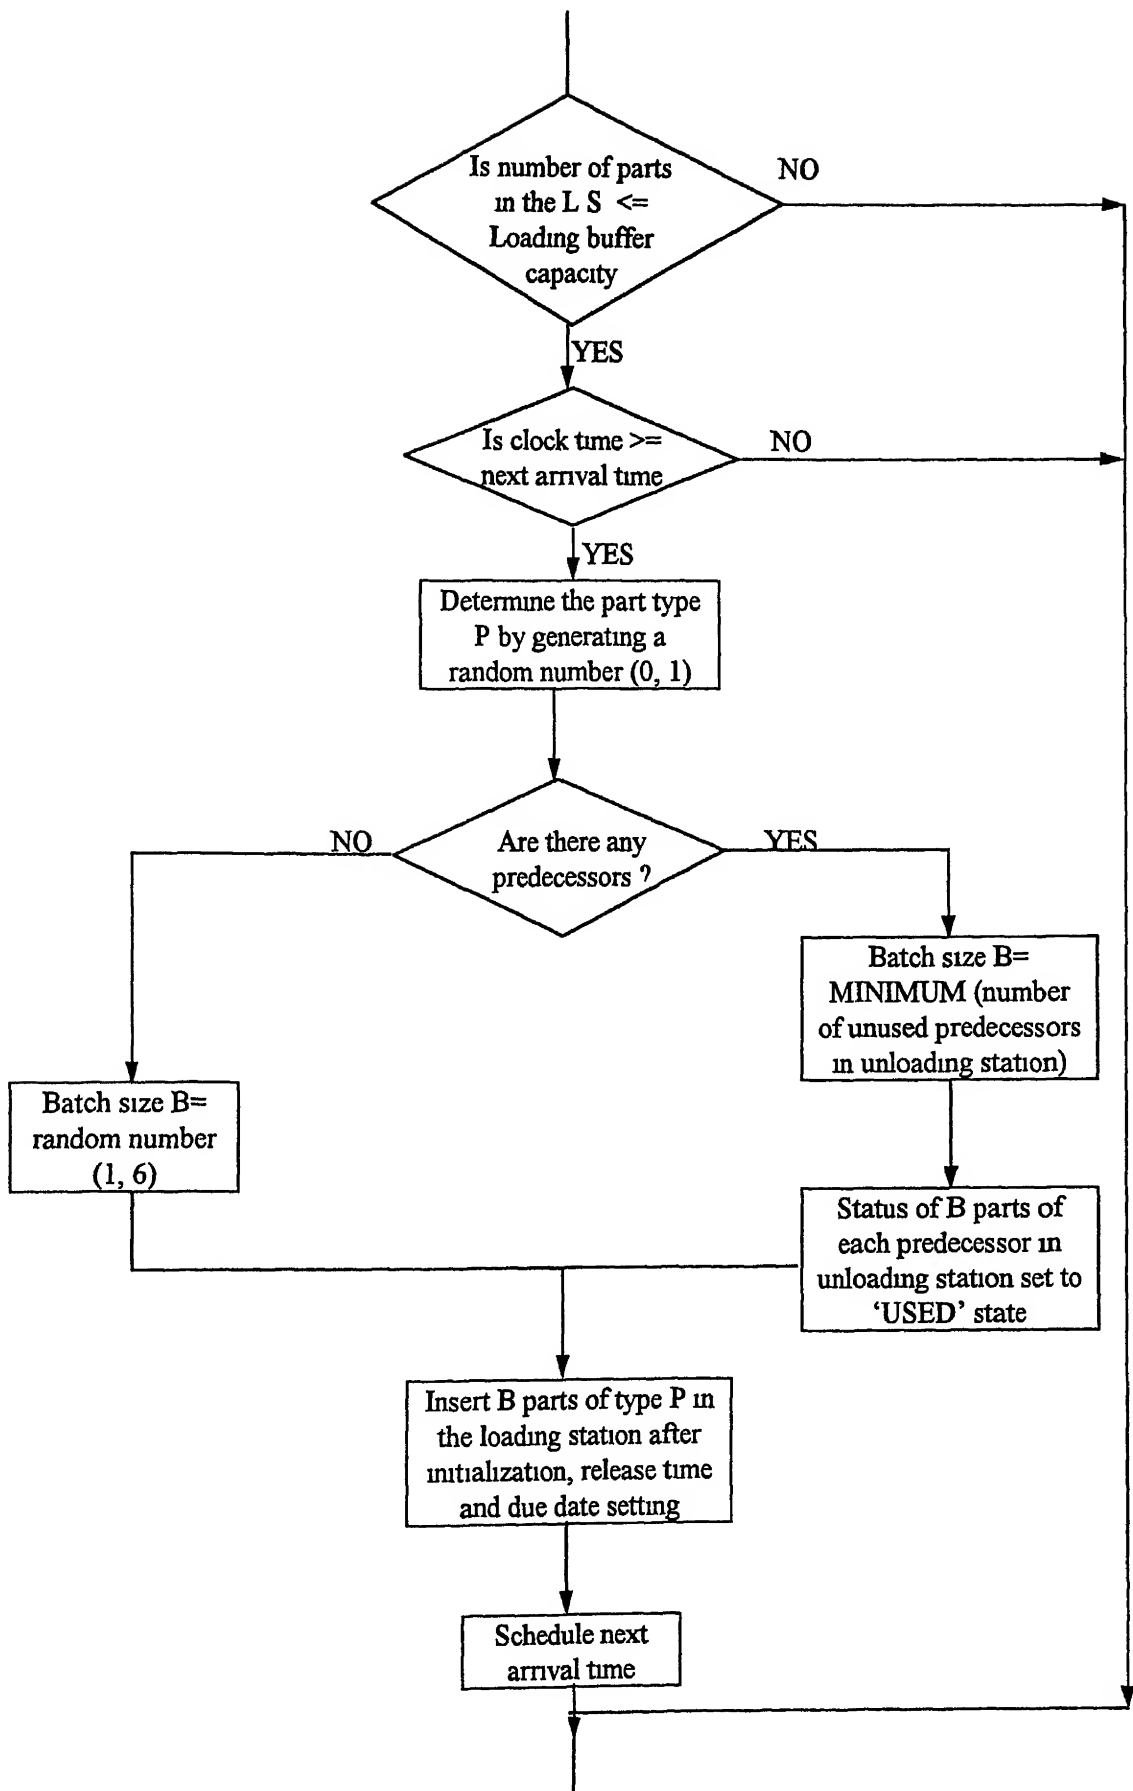 Is number of parts
in the L S <=
Loading buffer
capacity
NO
YES
Is clock time >=
next arrival time
NO
YES
Determine the part type
P by generating a
random number (0, 1)
NO
Are there any
predecessors ?
YES
Batch size B=
MINIMUM (number
of unused predecessors
in unloading station)
Batch size B=
random number
(1, 6)
Status of B parts of
each predecessor in
unloading station set to
‘USED’ state
Insert B parts of type P in
the loading station after
initialization, release time
and due date setting
Schedule next
arrival time